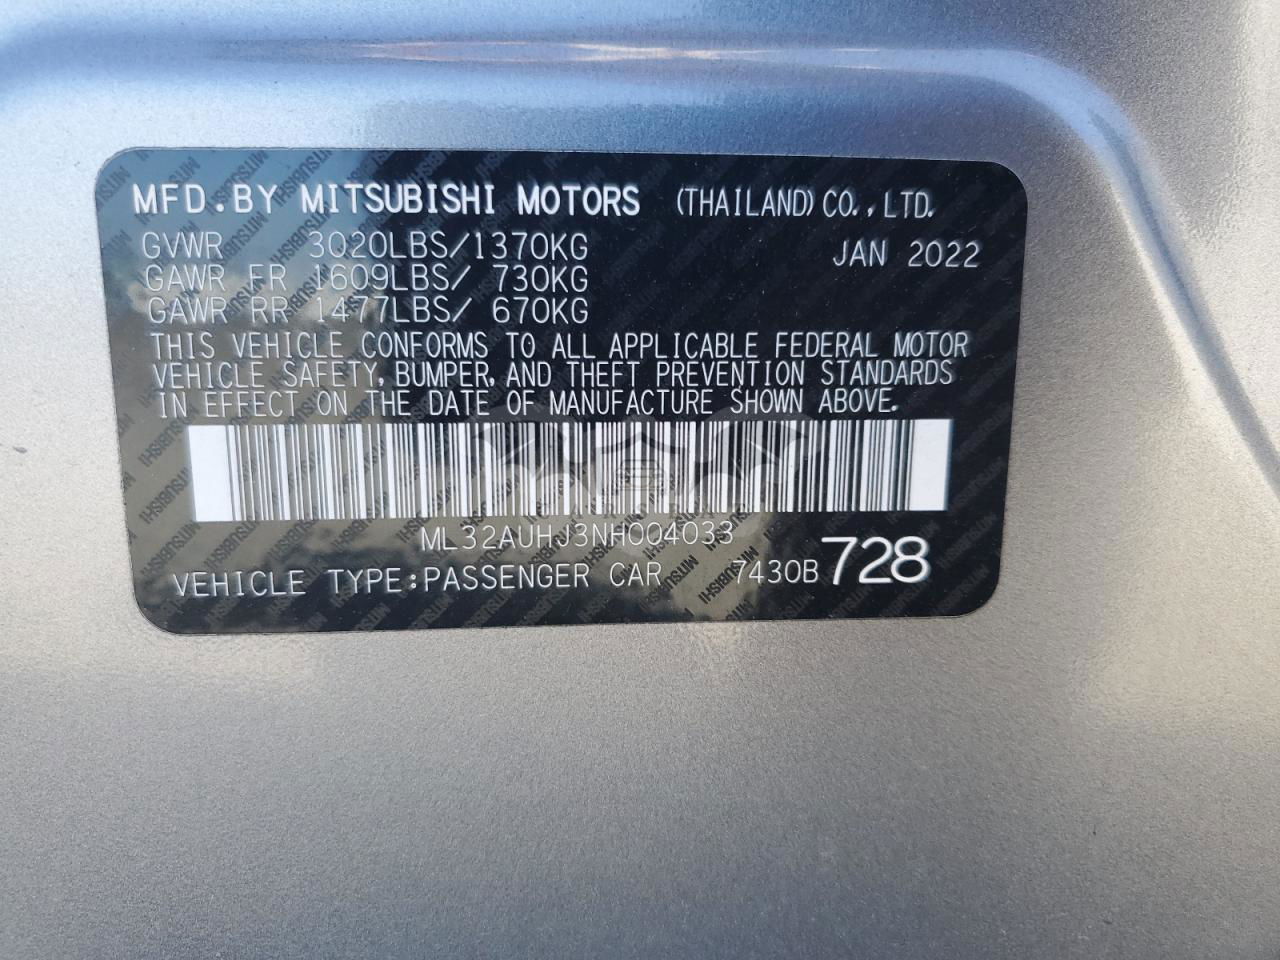 MFD.BY MITSUBISHI MOTORS (THAILAND) CO.,LTD.
GVWR 3020LBS/1370KG JAN 2022
GAWR FR 1609LBS/ 730KG
GAWR RR 1477LBS/ 670KG
THIS VEHICLE CONFORMS TO ALL APPLICABLE FEDERAL MOTOR
VEHICLE SAFETY, BUMPER, AND THEFT PREVENTION STANDARDS
IN EFFECT ON THE DATE OF MANUFACTURE SHOWN ABOVE.
ML32AUHJ3NH004033
VEHICLE TYPE:PASSENGER CAR 7430B 728